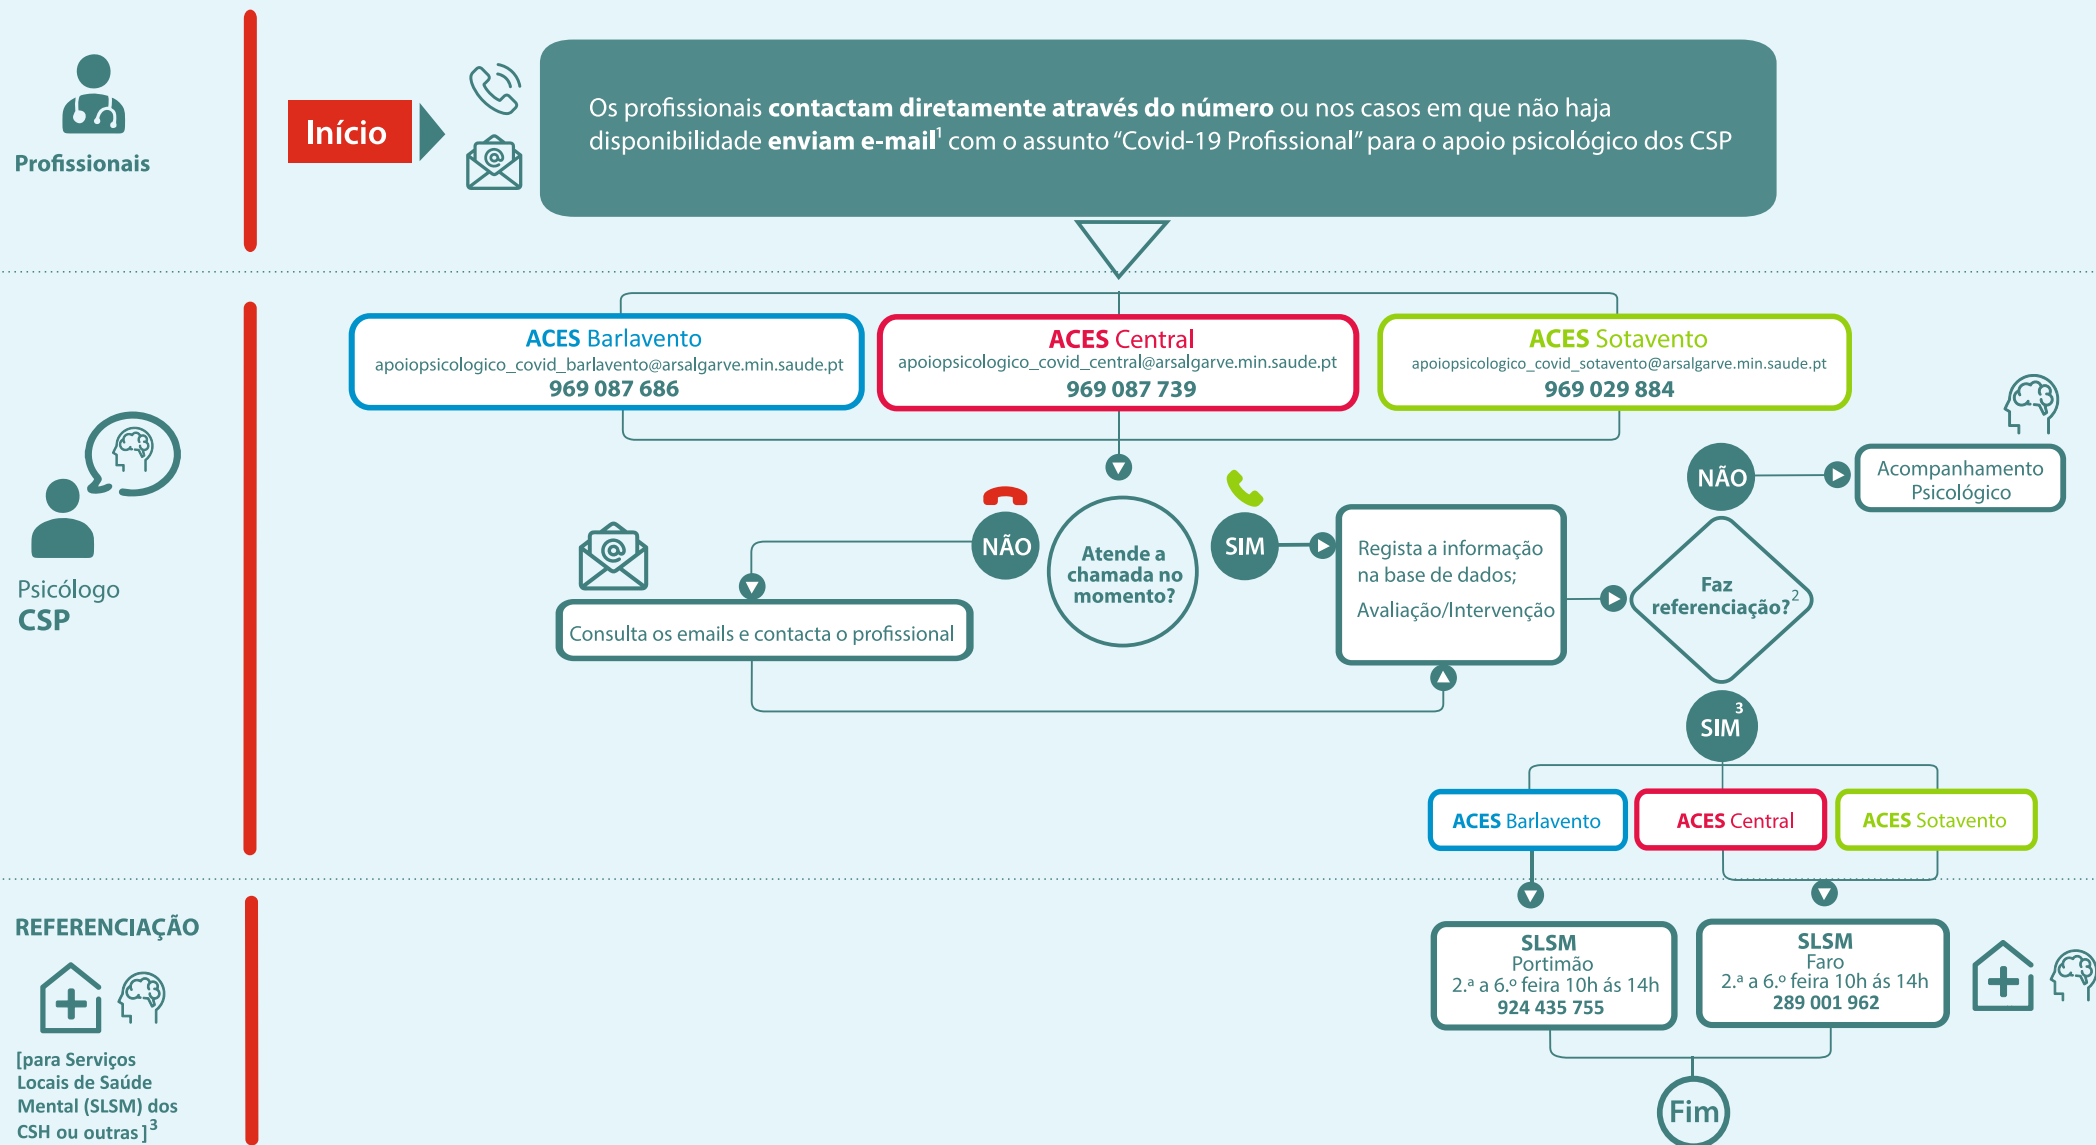 Profissionais
Início
Os profissionais contactam diretamente através do número ou nos casos em que não haja
disponibilidade enviam e-mail¹ com o assunto “Covid-19 Profissional” para o apoio psicológico dos CSP
ACES Barlavento
apoiopsicologico_covid_barlavento@arsalgarve.min.saude.pt
969 087 686
ACES Central
apoiopsicologico_covid_central@arsalgarve.min.saude.pt
969 087 739
ACES Sotavento
apoiopsicologico_covid_sotavento@arsalgarve.min.saude.pt
969 029 884
Psicólogo
CSP
NÃO
Atende a
chamada no
momento?
SIM
Consulta os emails e contacta o profissional
Regista a informação
na base de dados;
Avaliação/Intervenção
Faz
referenciação?²
NÃO
Acompanhamento
Psicológico
SIM³
ACES Barlavento
ACES Central
ACES Sotavento
REFERENCIAÇÃO
[para Serviços
Locais de Saúde
Mental (SLSM) dos
CSH ou outras ]³
SLSM
Portimão
2.ª a 6.º feira 10h ás 14h
924 435 755
SLSM
Faro
2.ª a 6.º feira 10h ás 14h
289 001 962
Fim